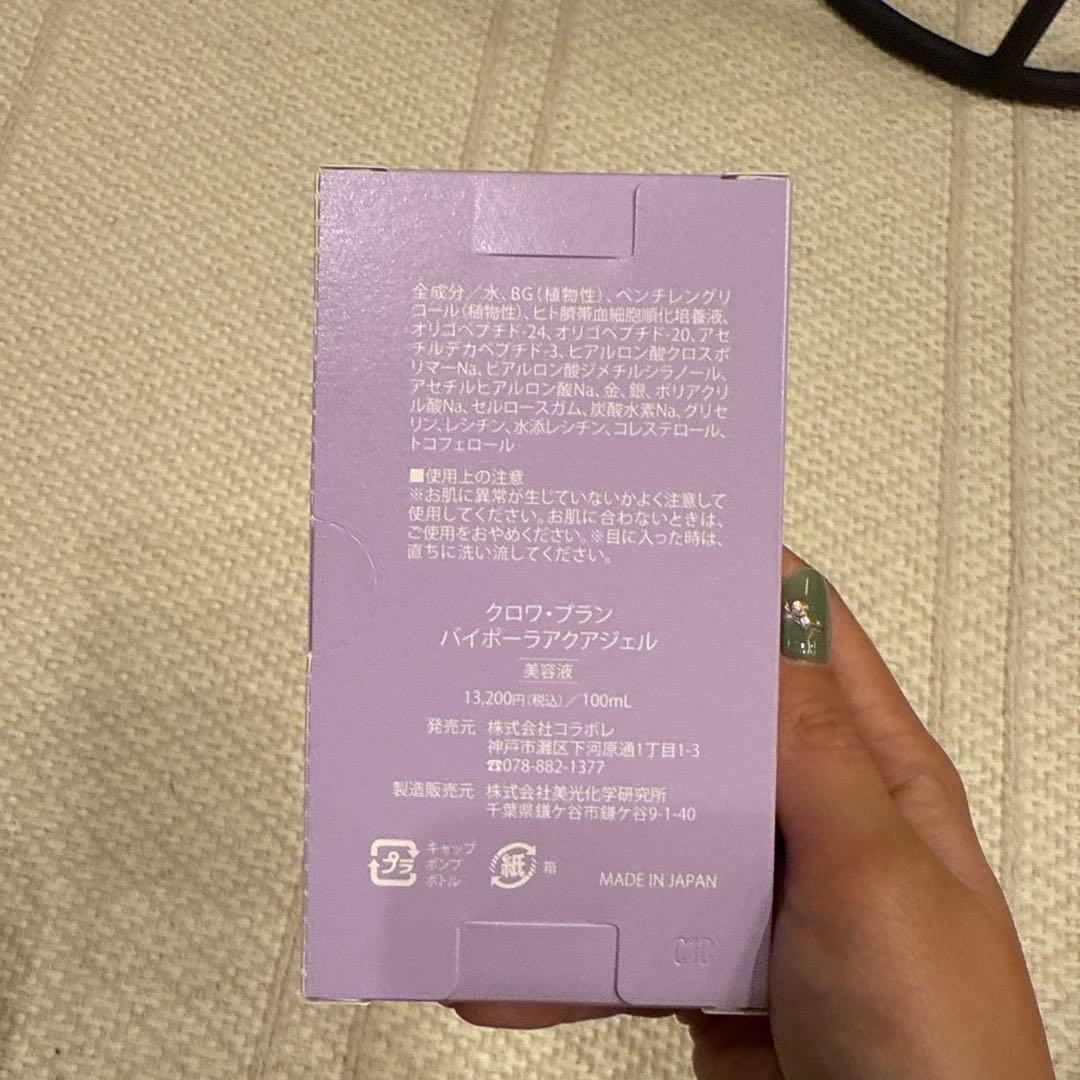 全成分／水、BG（植物性）、ペンチレングリ
コール（植物性）、ヒト臍帯血細胞順化培養液、
オリゴペプチド-24、オリゴペプチド-20、アセ
チルデカペプチド-3、ヒアルロン酸クロスポ
リマーNa、ヒアルロン酸ジメチルシラノール、
アセチルヒアルロン酸Na、金、銀、ポリアクリ
ル酸Na、セルロースガム、炭酸水素Na、グリセ
リン、レシチン、水添レシチン、コレステロール、
トコフェロール
■使用上の注意
※お肌に異常が生じていないかよく注意して
使用してください。お肌に合わないときは、
ご使用をおやめください。※目に入った時は、
直ちに洗い流してください。
クロワ・ブラン
バイポーラアクアジェル
美容液
13,200円（税込）／100mL
発売元 株式会社コラボレ
神戸市灘区下河原通1丁目1-3
☎078-882-1377
製造販売元 株式会社美光化学研究所
千葉県鎌ケ谷市鎌ケ谷9-1-40
プラ キャップ
ポンプ
ボトル
紙 箱
MADE IN JAPAN